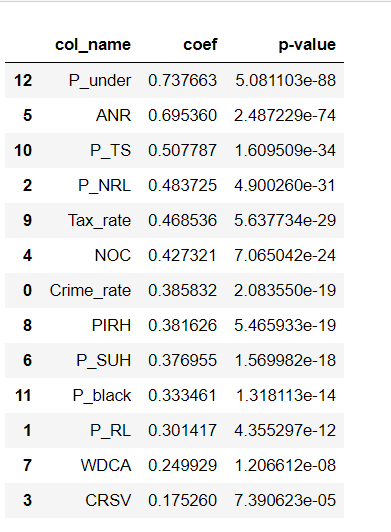 col_name coef p-value
12 P_under 0.737663 5.081103e-88
5 ANR 0.695360 2.487229e-74
10 P_TS 0.507787 1.609509e-34
2 P_NRL 0.483725 4.900260e-31
9 Tax_rate 0.468536 5.637734e-29
4 NOC 0.427321 7.065042e-24
0 Crime_rate 0.385832 2.083550e-19
8 PIRH 0.381626 5.465933e-19
6 P_SUH 0.376955 1.569982e-18
11 P_black 0.333461 1.318113e-14
1 P_RL 0.301417 4.355297e-12
7 WDCA 0.249929 1.206612e-08
3 CRSV 0.175260 7.390623e-05